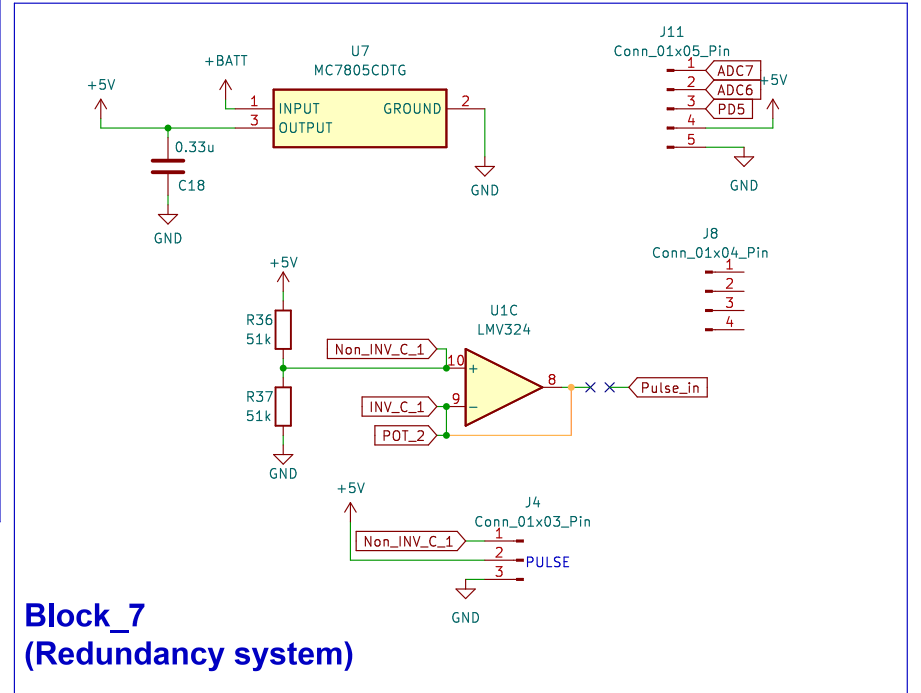 U7
MC7805CDTG
+BATT
+5V
1
INPUT
GROUND
2
3
OUTPUT
0.33u
C18
GND
GND
J11
Conn_01x05_Pin
1
ADC7
+5V
2
ADC6
3
PD5
4
5
GND
J8
Conn_01x04_Pin
1
2
3
4
+5V
R36
51k
R37
51k
GND
U1C
LMV324
Non_INV_C_1
10
+
8
Pulse_in
INV_C_1
9
-
POT_2
+5V
J4
Conn_01x03_Pin
Non_INV_C_1
1
2
PULSE
3
GND
Block_7
(Redundancy system)